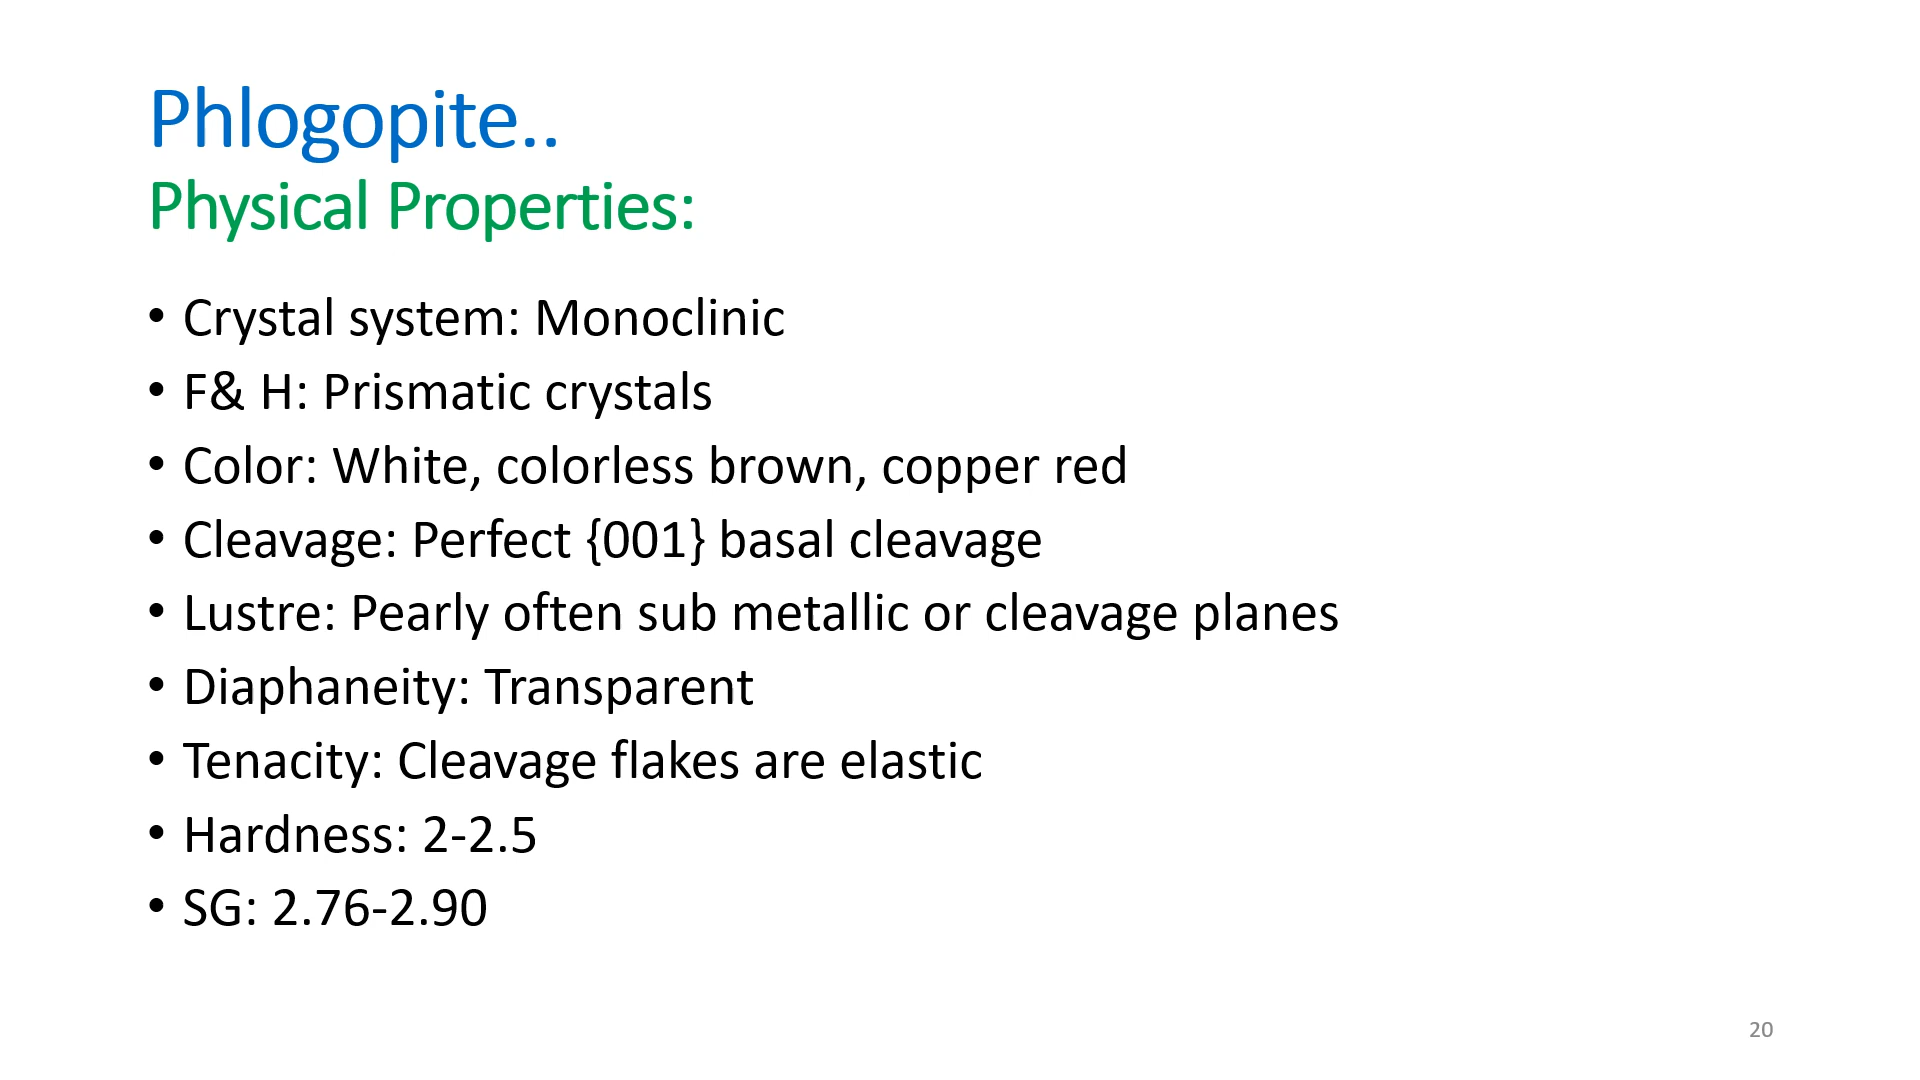 Phlogopite..
Physical Properties:
• Crystal system: Monoclinic
• F& H: Prismatic crystals
• Color: White, colorless brown, copper red
• Cleavage: Perfect {001} basal cleavage
• Lustre: Pearly often sub metallic or cleavage planes
• Diaphaneity: Transparent
• Tenacity: Cleavage flakes are elastic
• Hardness: 2-2.5
• SG: 2.76-2.90
20